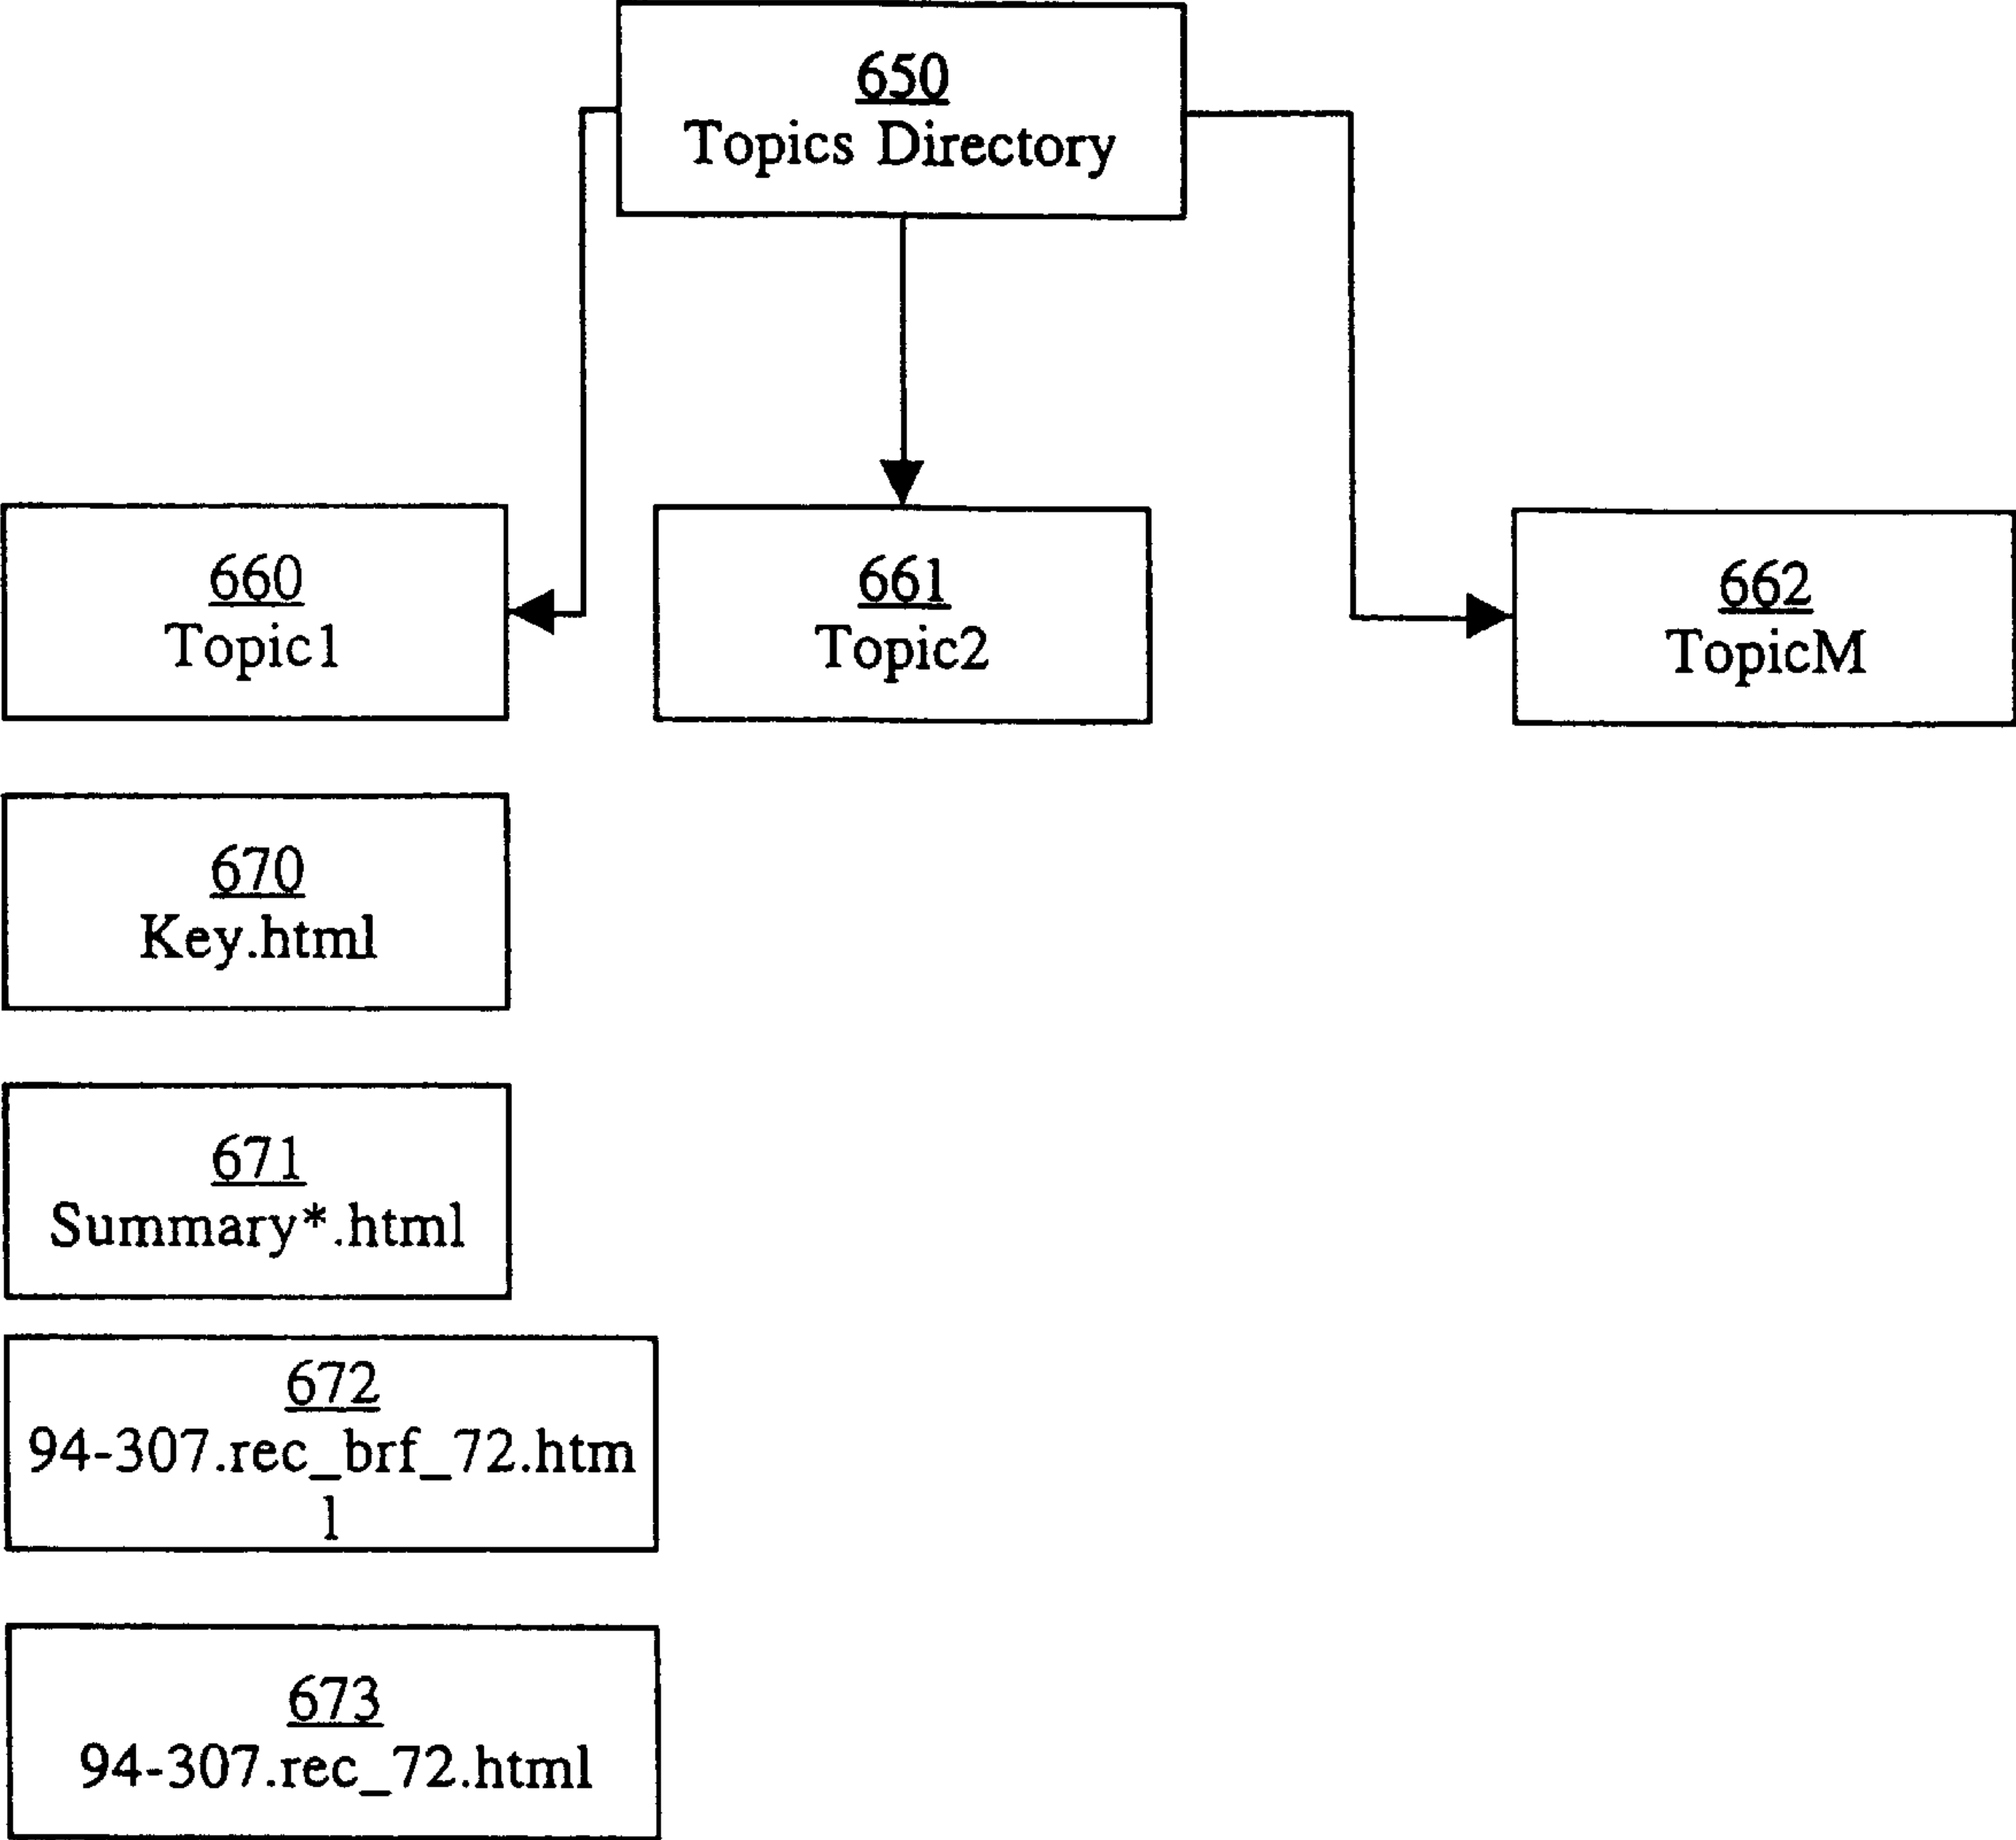 650
Topics Directory
660
Topic1
661
Topic2
662
TopicM
670
Key.html
671
Summary*.html
672
94-307.rec_brf_72.htm
l
673
94-307.rec_72.html